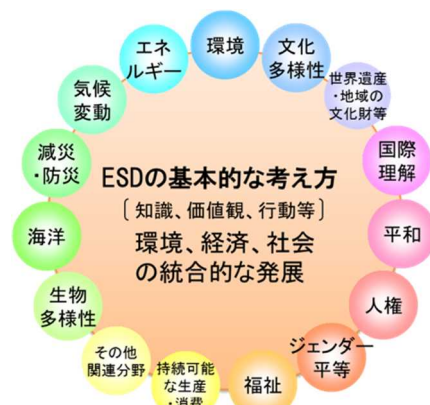 ESDの基本的な考え方
[知識、価値観、行動等]
環境、経済、社会
の統合的な発展
環境
文化
多様性
世界遺産
・地域の
文化財等
国際
理解
平和
人権
ジェンダー
平等
福祉
持続可能
な生産
・消費
その他
関連分野
生物
多様性
海洋
減災
・防災
気候
変動
エネ
ルギー